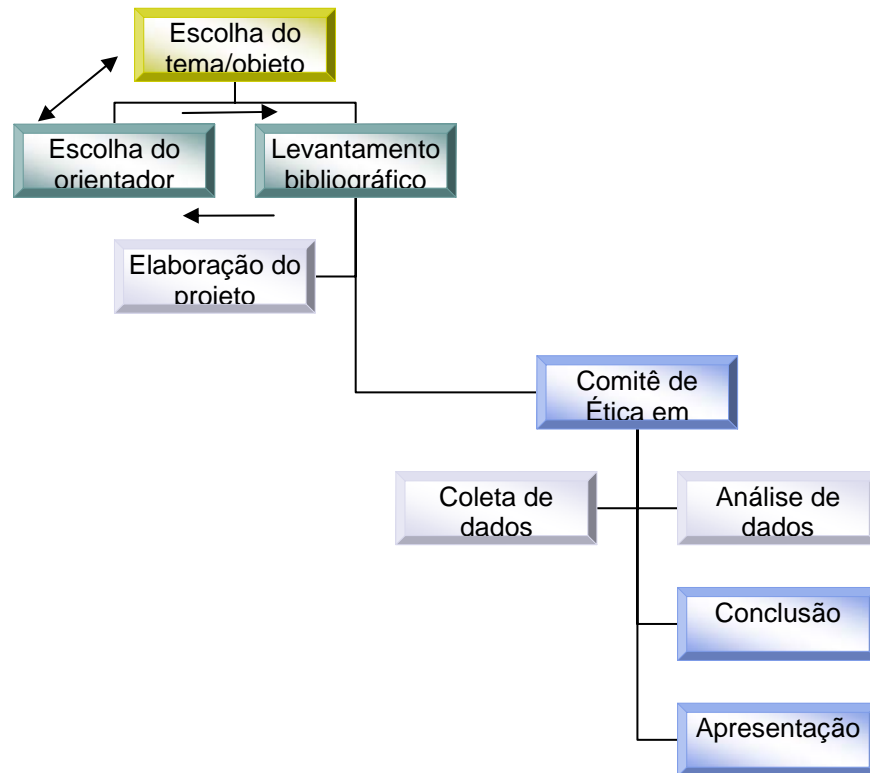 Escolha do
tema/objeto
Escolha do
orientador
Levantamento
bibliográfico
Elaboração do
projeto
Comitê de
Ética em
Coleta de
dados
Análise de
dados
Conclusão
Apresentação